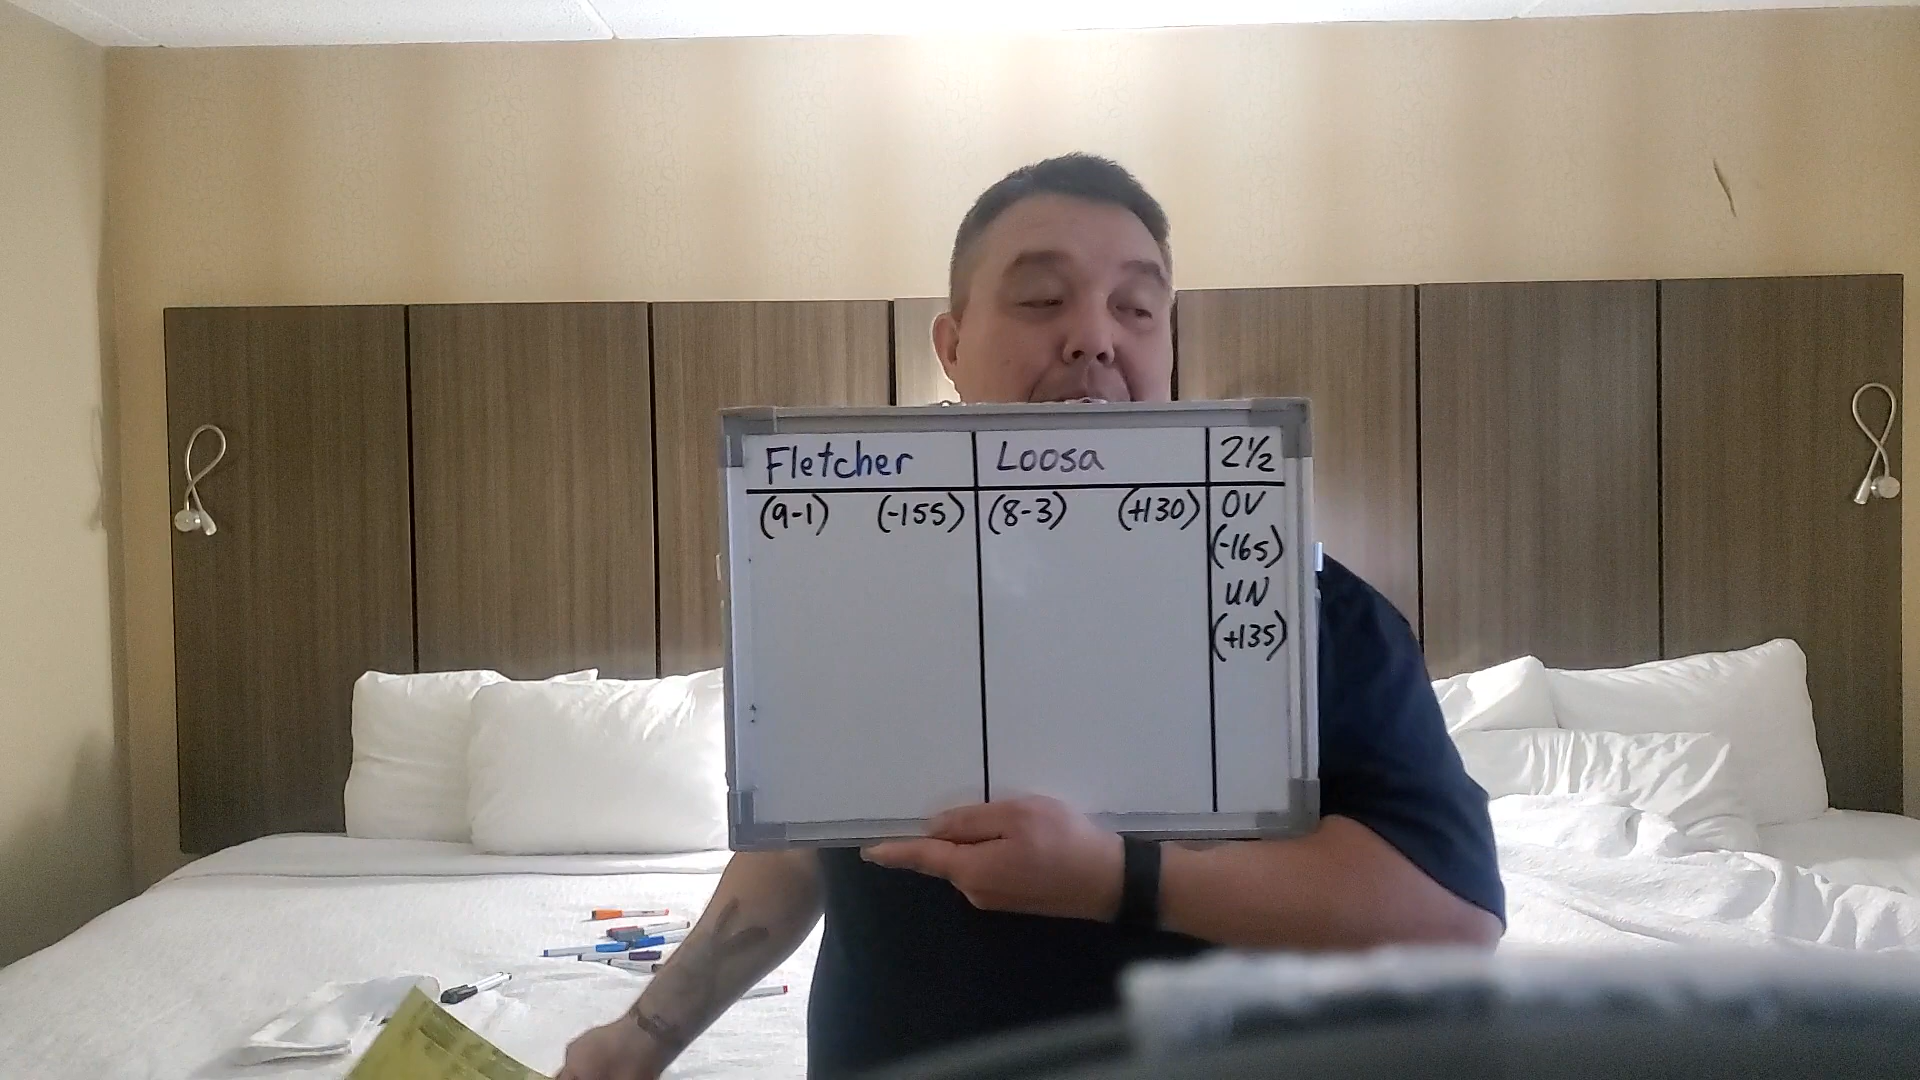 Fletcher
(9-1) (-155)
Loosa
(8-3) (+130)
2½
OV
(-165)
UN
(+135)